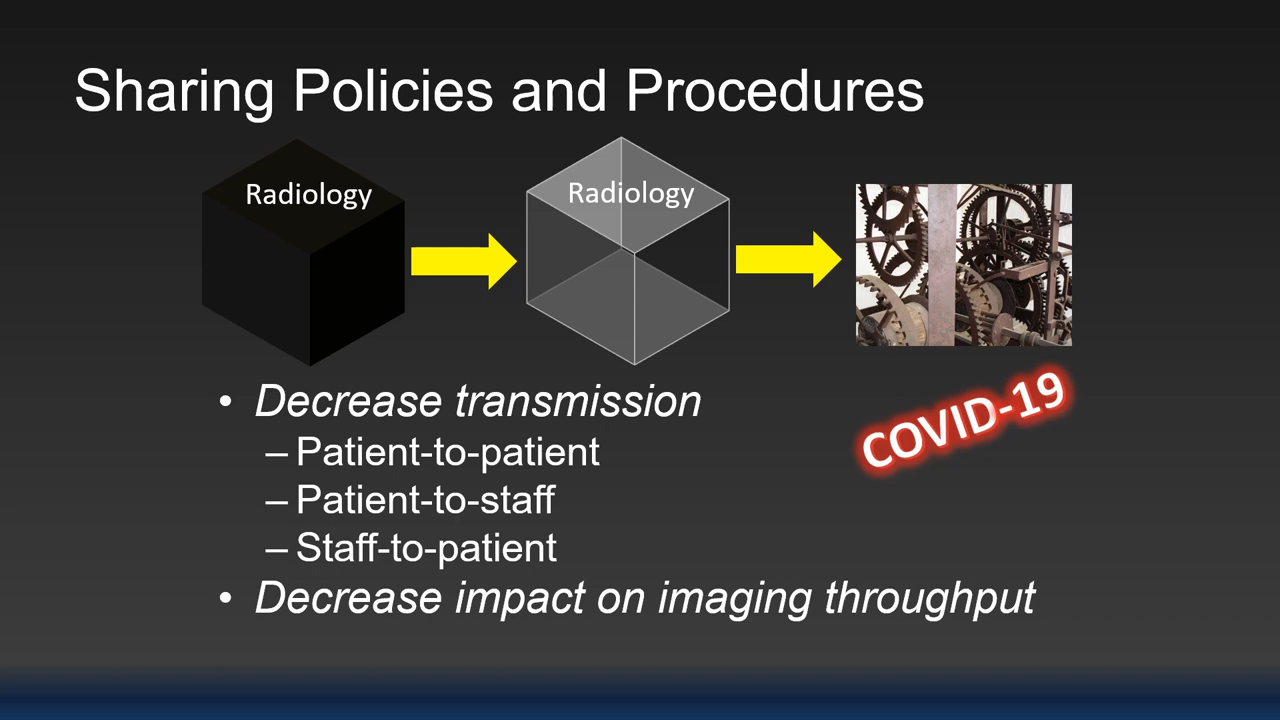 Sharing Policies and Procedures
Radiology
Radiology
• Decrease transmission
– Patient-to-patient
– Patient-to-staff
– Staff-to-patient
• Decrease impact on imaging throughput
COVID-19